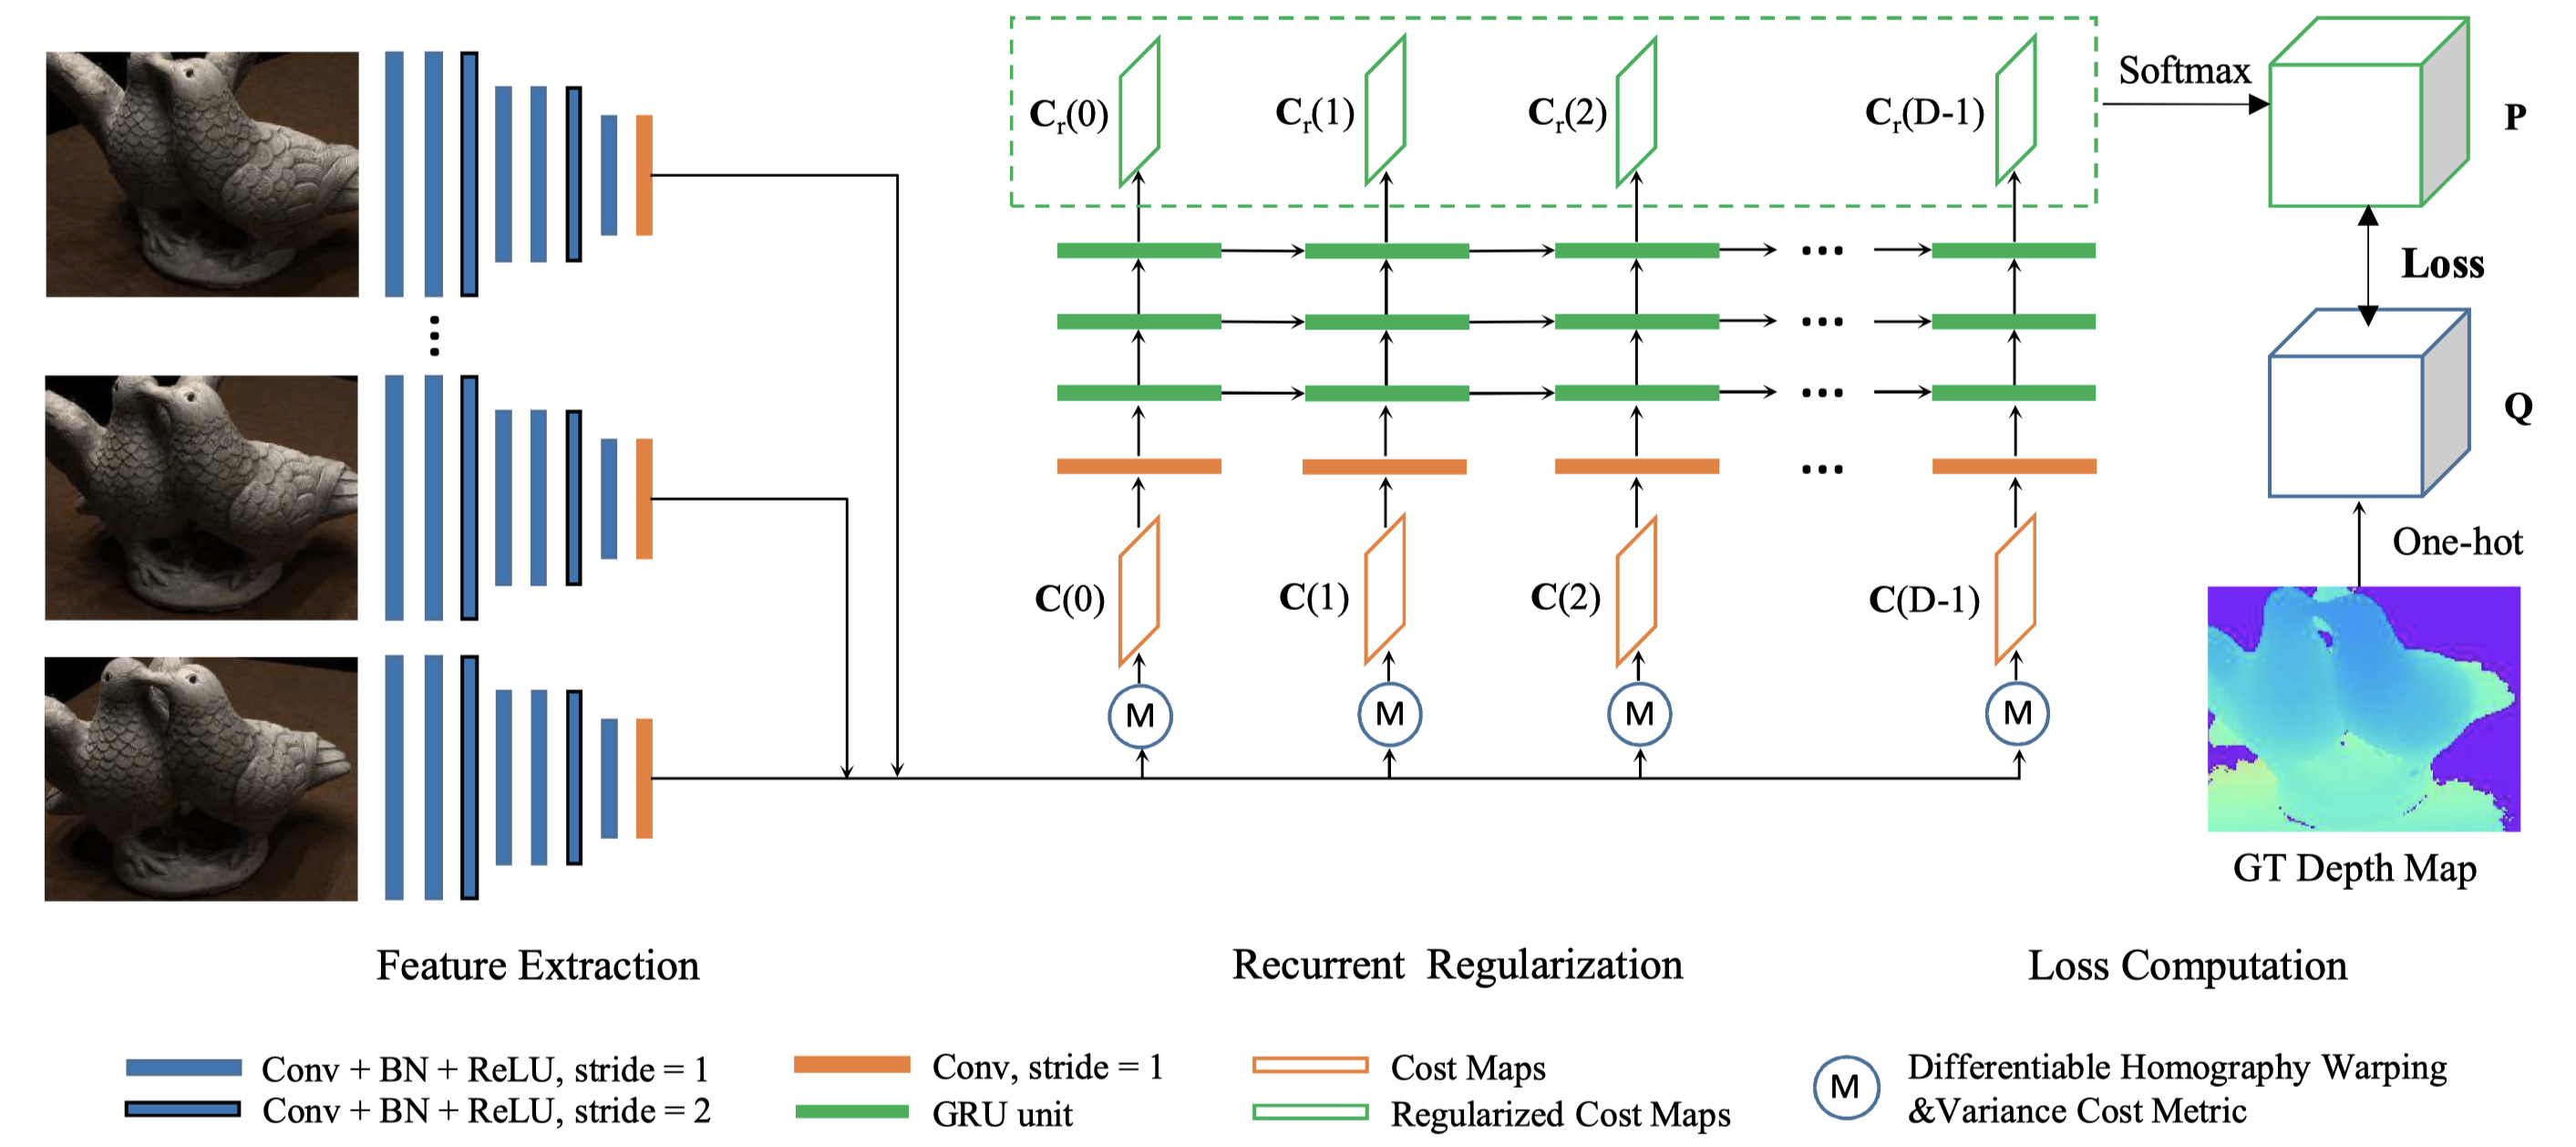 C_r(0) C_r(1) C_r(2) C_r(D-1) Softmax P
Loss
Q
One-hot
C(0) C(1) C(2) C(D-1)
M M M M
GT Depth Map
Feature Extraction Recurrent Regularization Loss Computation
Conv + BN + ReLU, stride = 1
Conv + BN + ReLU, stride = 2
Conv, stride = 1
GRU unit
Cost Maps
Regularized Cost Maps
M Differentiable Homography Warping
&Variance Cost Metric